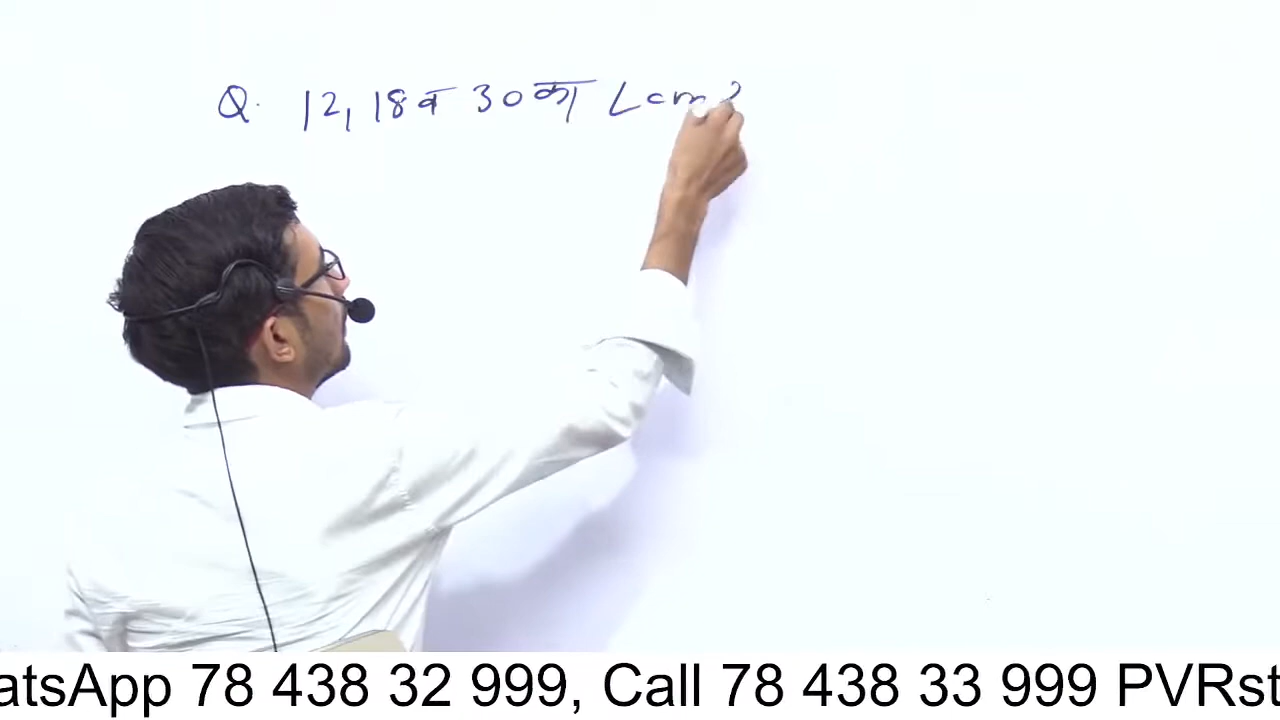 Q. 12, 18 व 30 का Lcm ?
atsApp 78 438 32 999, Call 78 438 33 999 PVRst